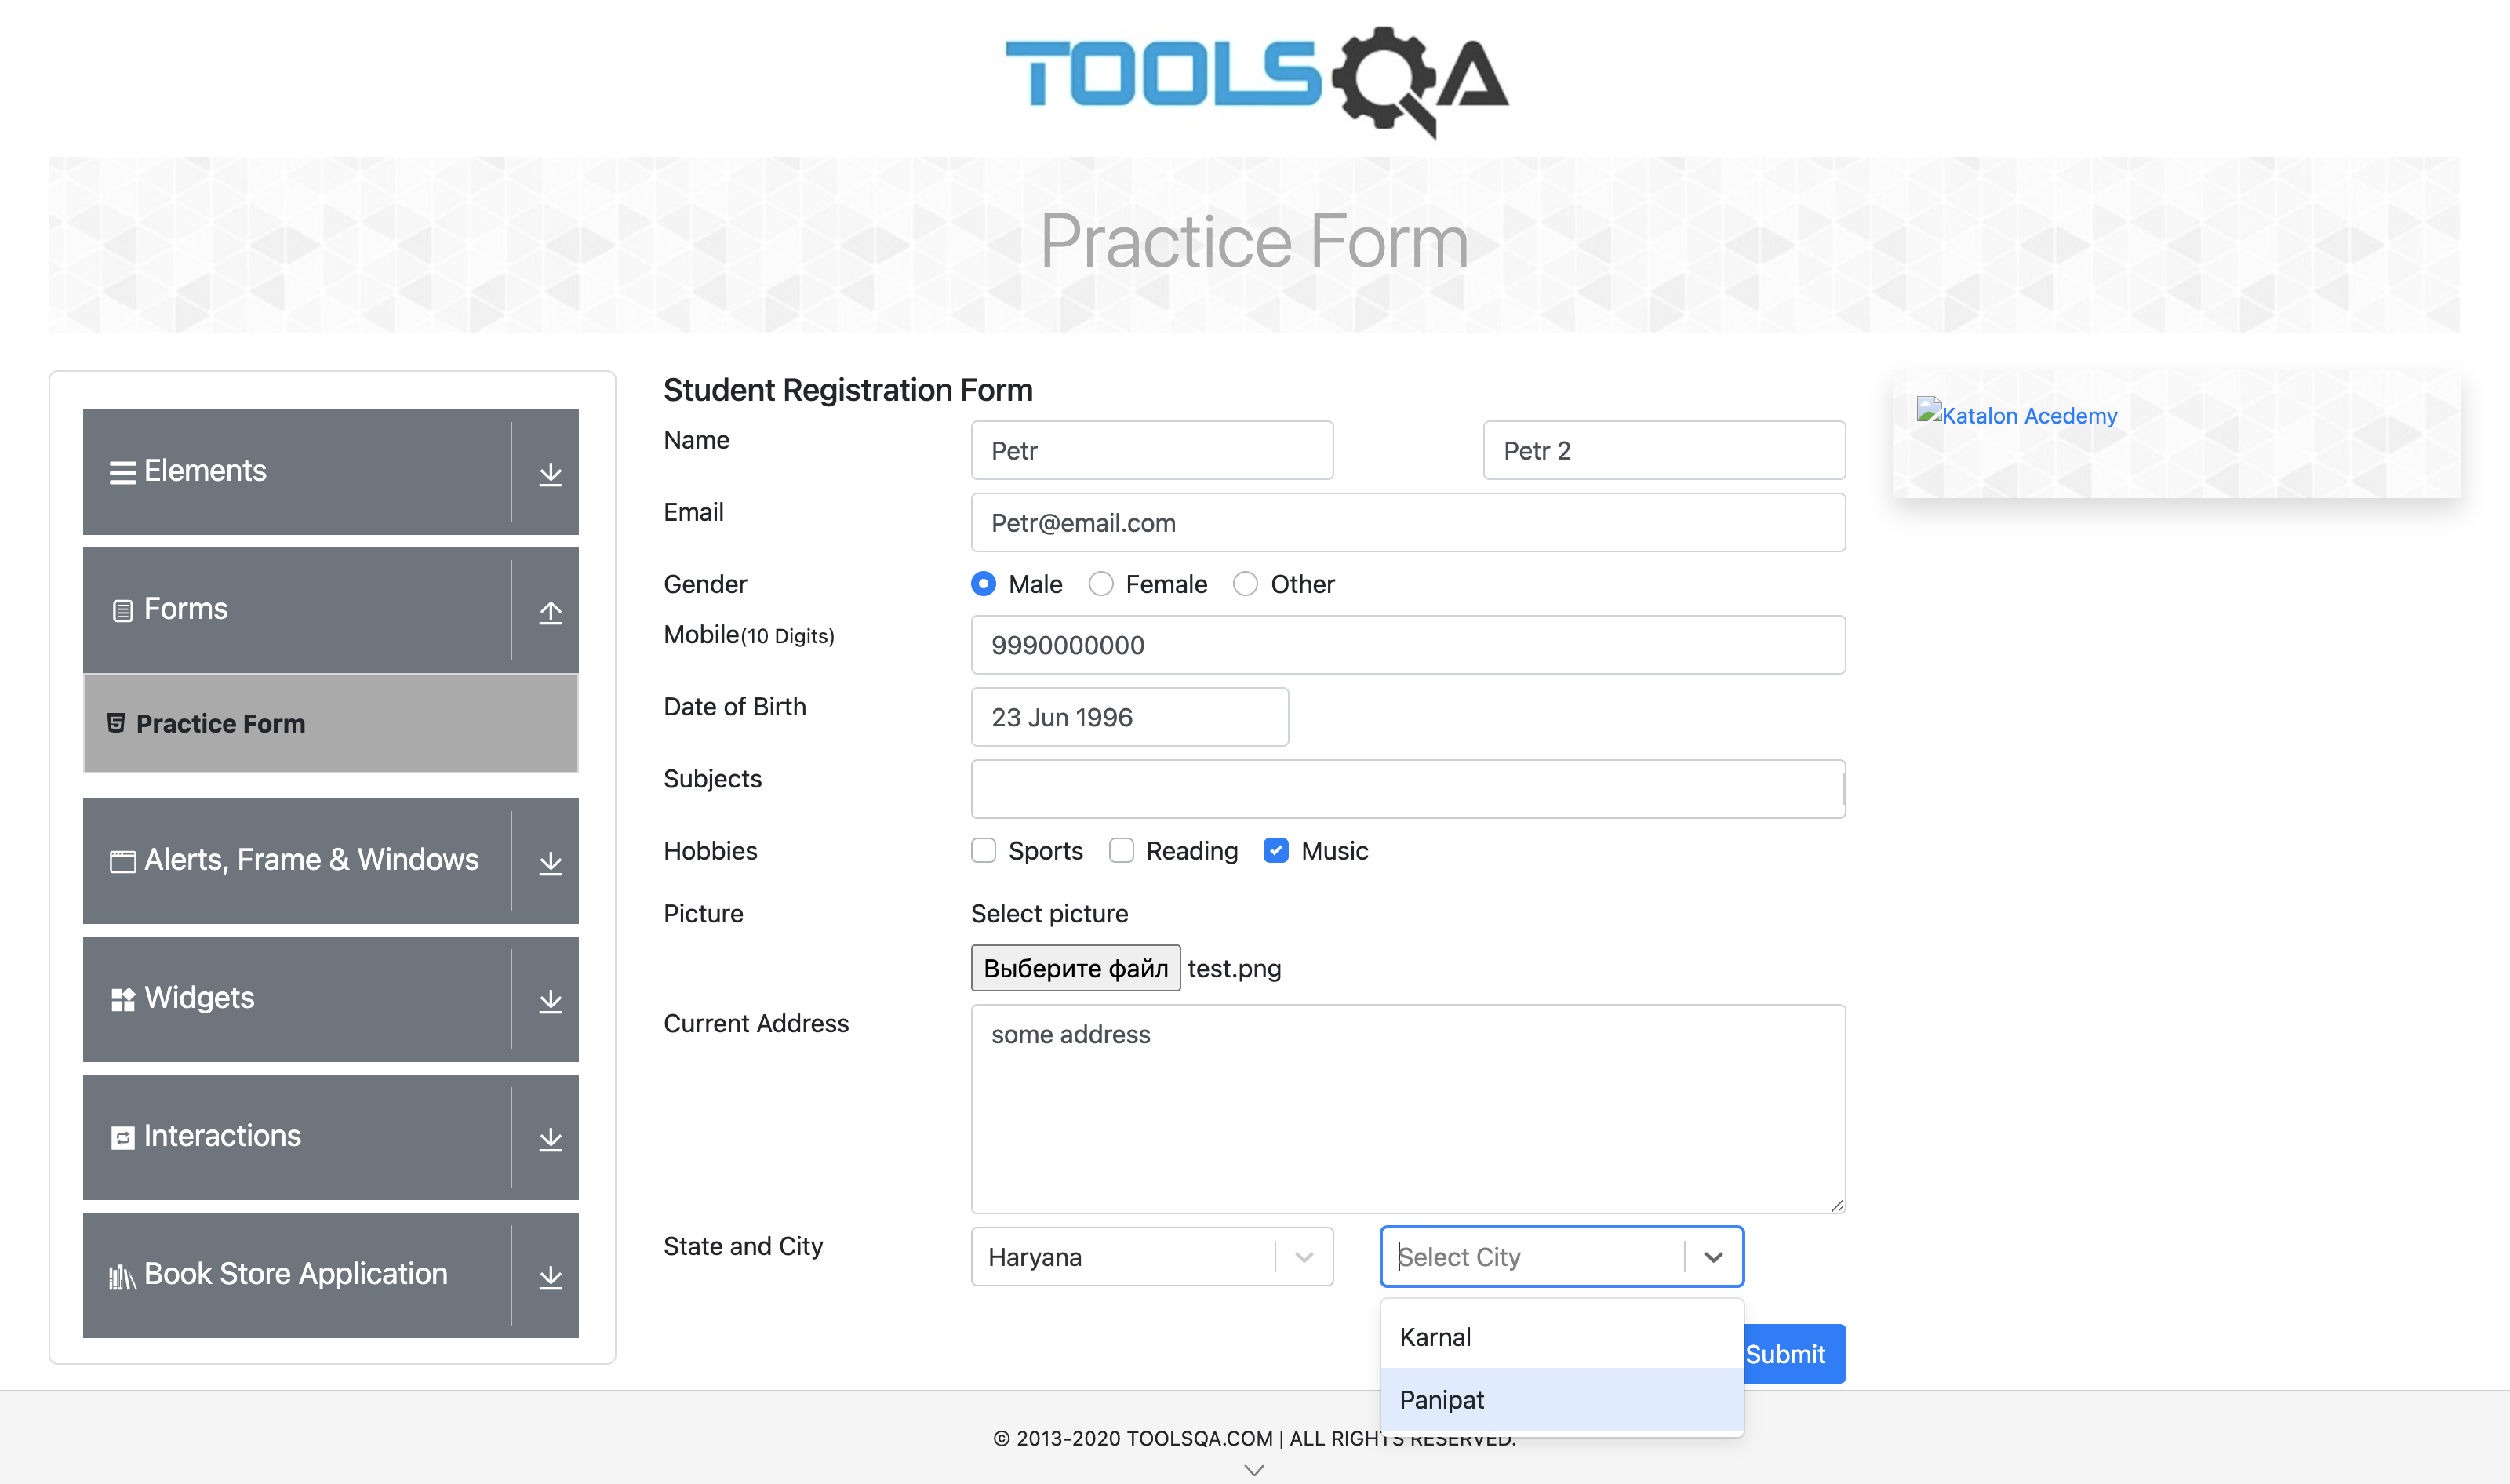 TOOLSQA
Practice Form
Elements
Forms
Practice Form
Alerts, Frame & Windows
Widgets
Interactions
Book Store Application
Student Registration Form
Name
Petr
Petr 2
Email
Petr@email.com
Gender
Male
Female
Other
Mobile(10 Digits)
9990000000
Date of Birth
23 Jun 1996
Subjects
Hobbies
Sports
Reading
Music
Picture
Select picture
Выберите файл test.png
Current Address
some address
State and City
Haryana
Select City
Karnal
Panipat
Submit
Katalon Acedemy
© 2013-2020 TOOLSQA.COM | ALL RIGHTS RESERVED.